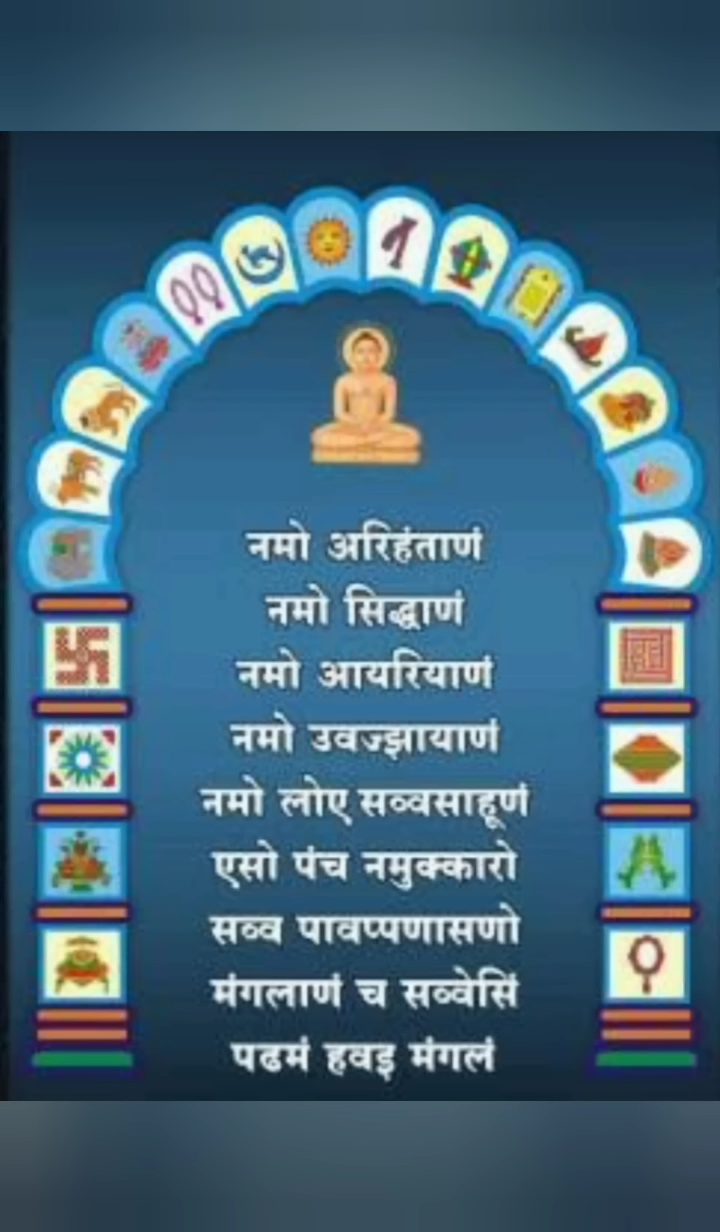 नमो अरिहंताणं
नमो सिद्धाणं
नमो आयरियाणं
नमो उवज्झायाणं
नमो लोए सव्वसाहूणं
एसो पंच नमुक्कारो
सव्व पावप्पणासणो
मंगलाणं च सव्वेसिं
पढमं हवइ मंगलं